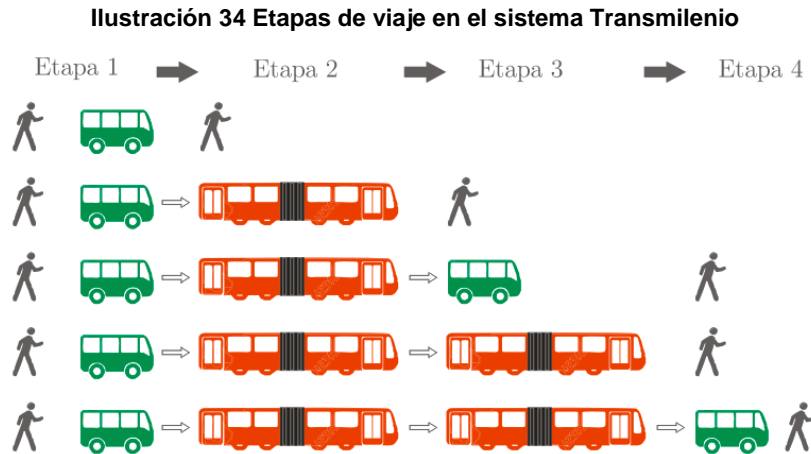 Ilustración 34 Etapas de viaje en el sistema Transmilenio
Etapa 1 Etapa 2 Etapa 3 Etapa 4